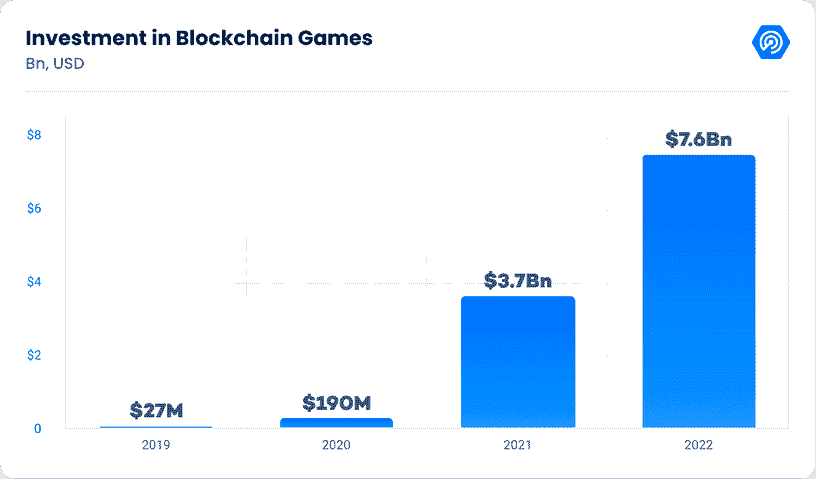 Investment in Blockchain Games
Bn, USD
$8
$7.6Bn
$6
$4
$3.7Bn
$2
$190M
$27M
0
2019 2020 2021 2022